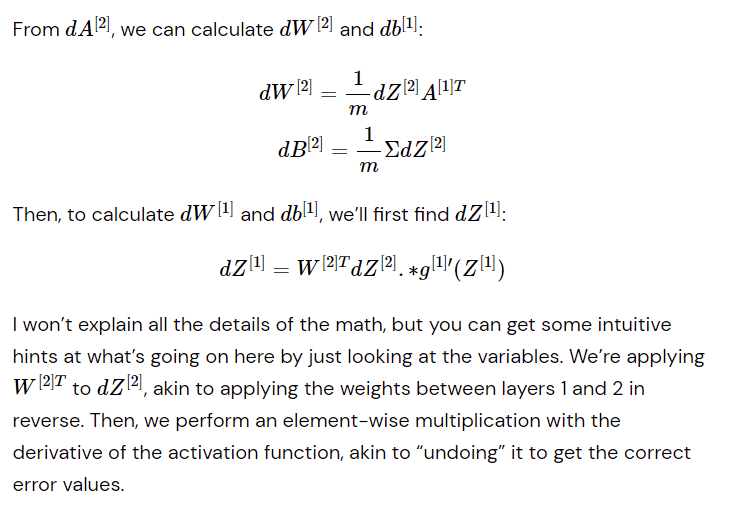 From dA^{[2]}, we can calculate dW^{[2]} and db^{[1]}:
dW^{[2]} = \frac{1}{m} dZ^{[2]} A^{[1]T}
dB^{[2]} = \frac{1}{m} ΣdZ^{[2]}
Then, to calculate dW^{[1]} and db^{[1]}, we’ll first find dZ^{[1]}:
dZ^{[1]} = W^{[2]T} dZ^{[2]}. ∗g^{[1]′}(Z^{[1]})
I won’t explain all the details of the math, but you can get some intuitive
hints at what’s going on here by just looking at the variables. We’re applying
W^{[2]T} to dZ^{[2]}, akin to applying the weights between layers 1 and 2 in
reverse. Then, we perform an element-wise multiplication with the
derivative of the activation function, akin to “undoing” it to get the correct
error values.